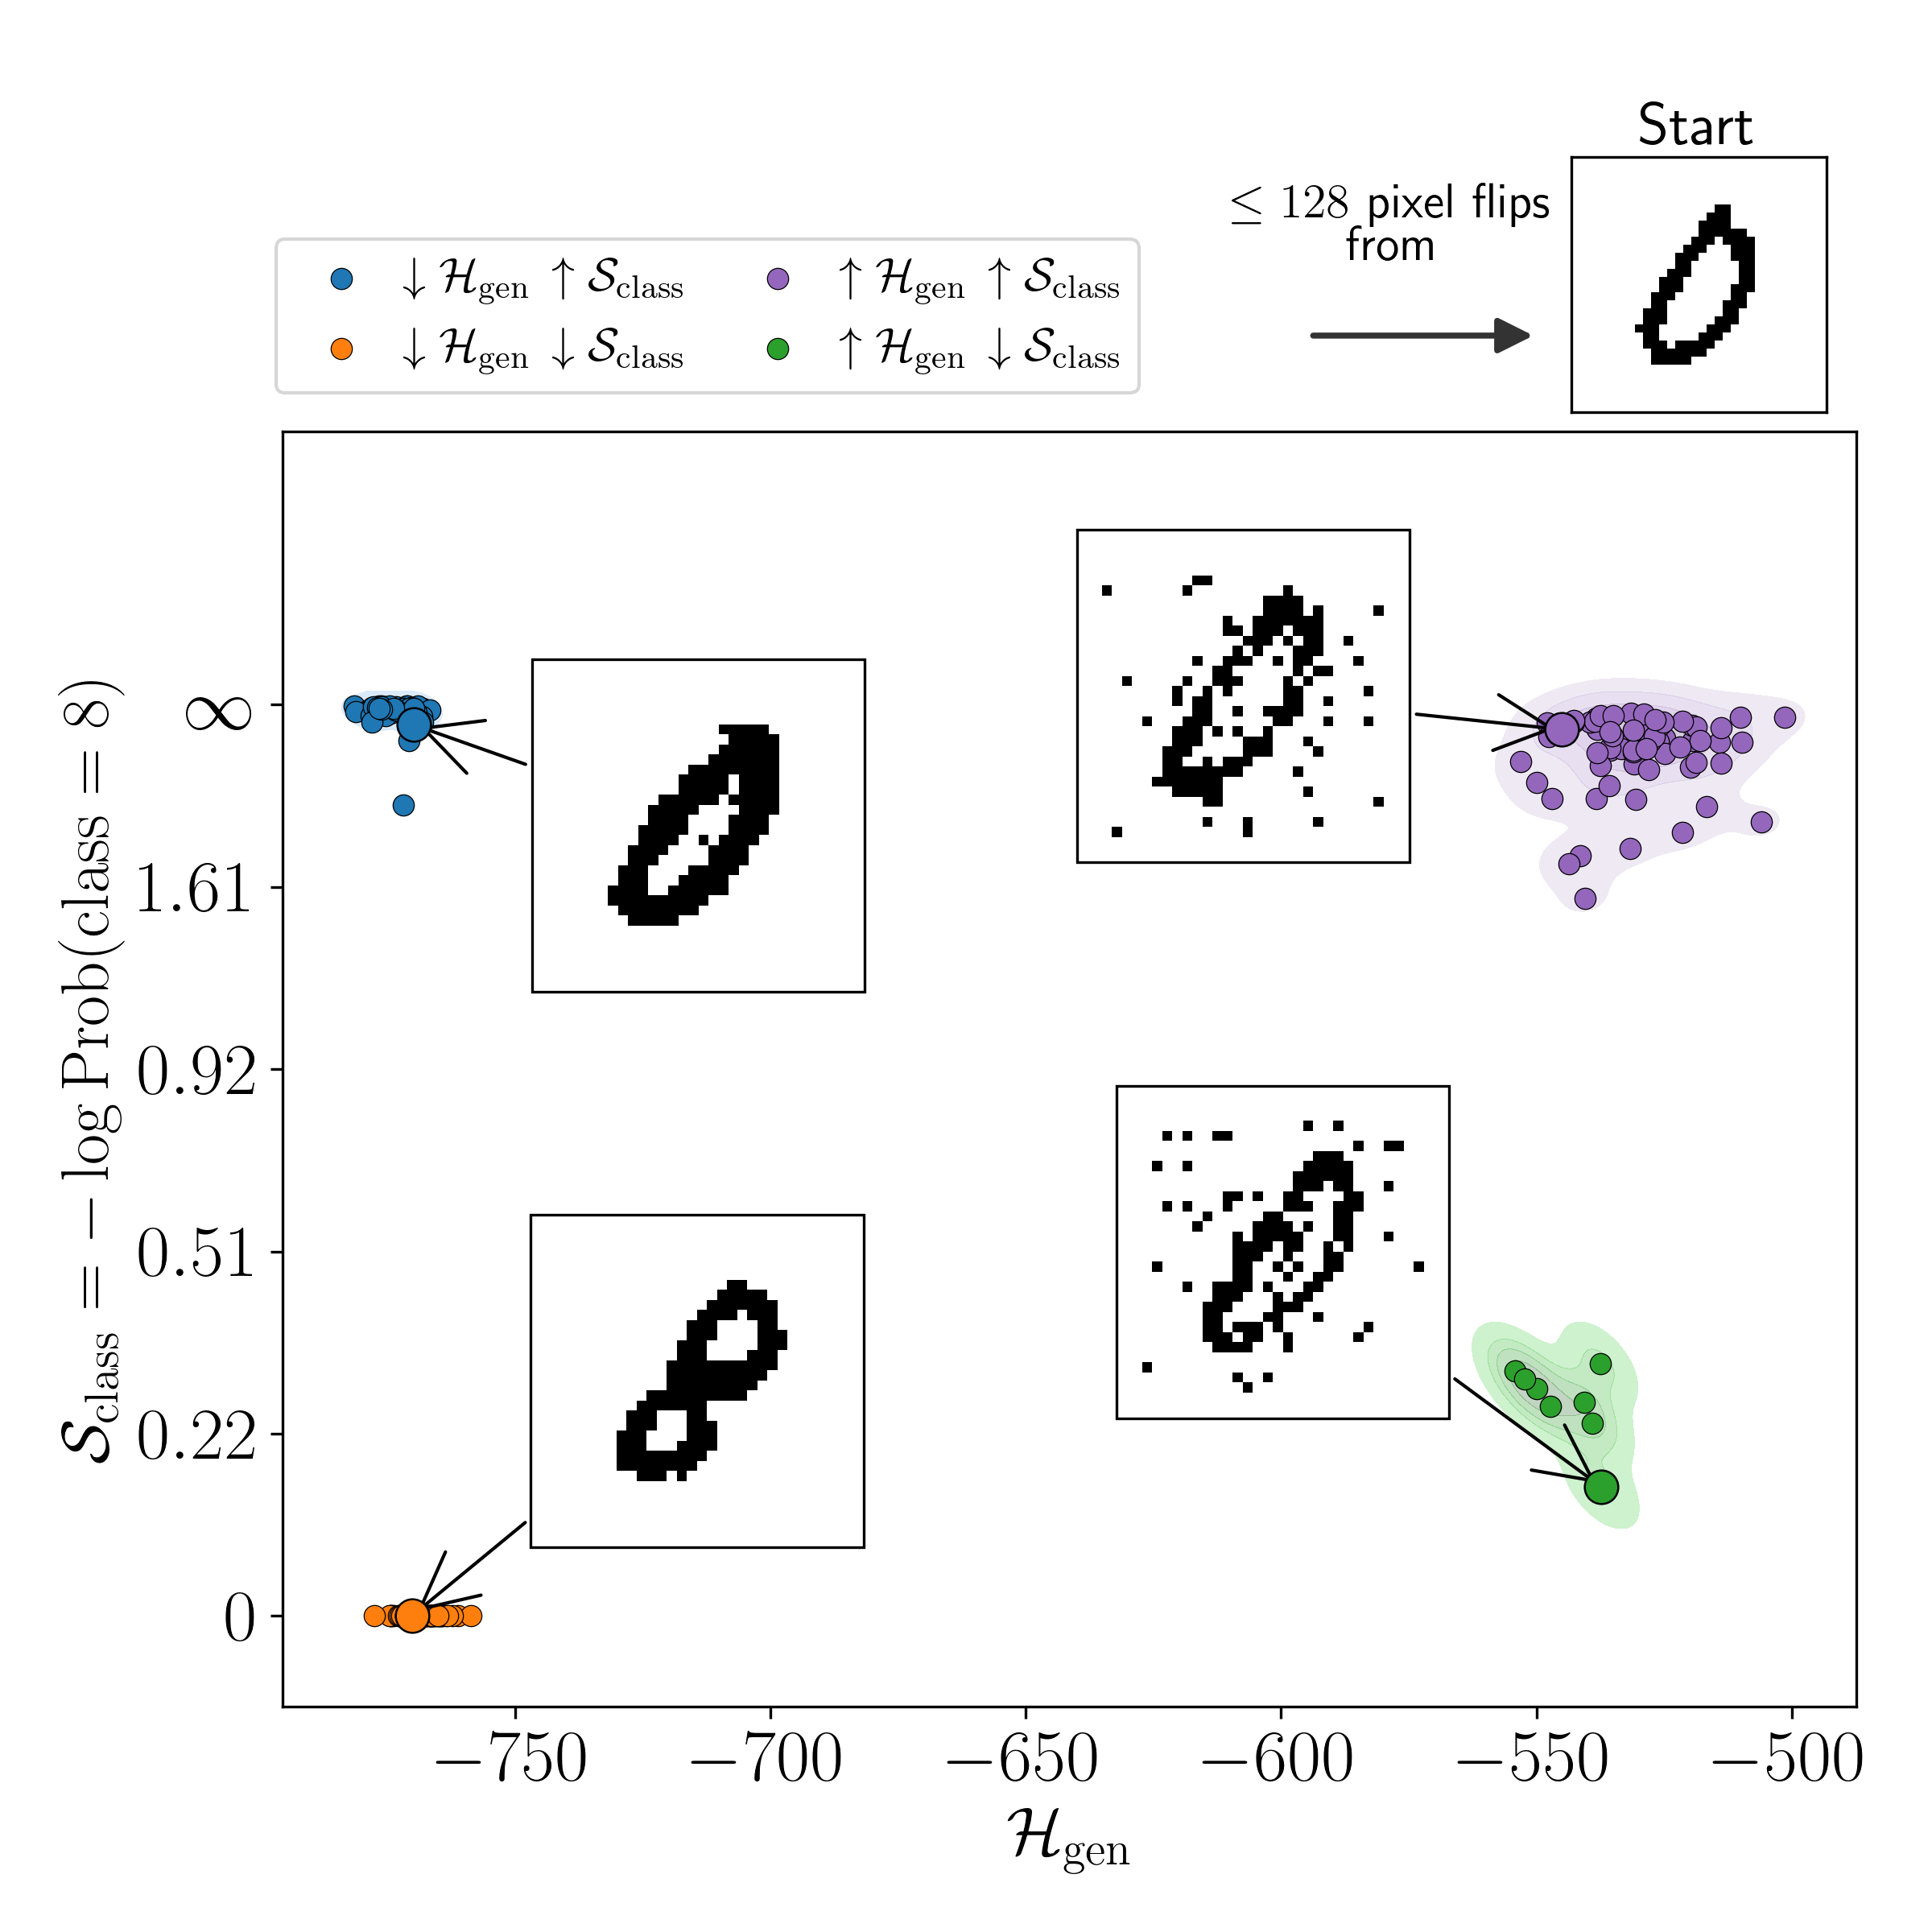 Start
≤ 128 pixel flips
from
↓ ℋgen ↑ 𝒮class
↑ ℋgen ↑ 𝒮class
↓ ℋgen ↓ 𝒮class
↑ ℋgen ↓ 𝒮class
𝒮class = − log Prob(class = 8)
∞
1.61
0.92
0.51
0.22
0
−750 −700 −650 −600 −550 −500
ℋgen